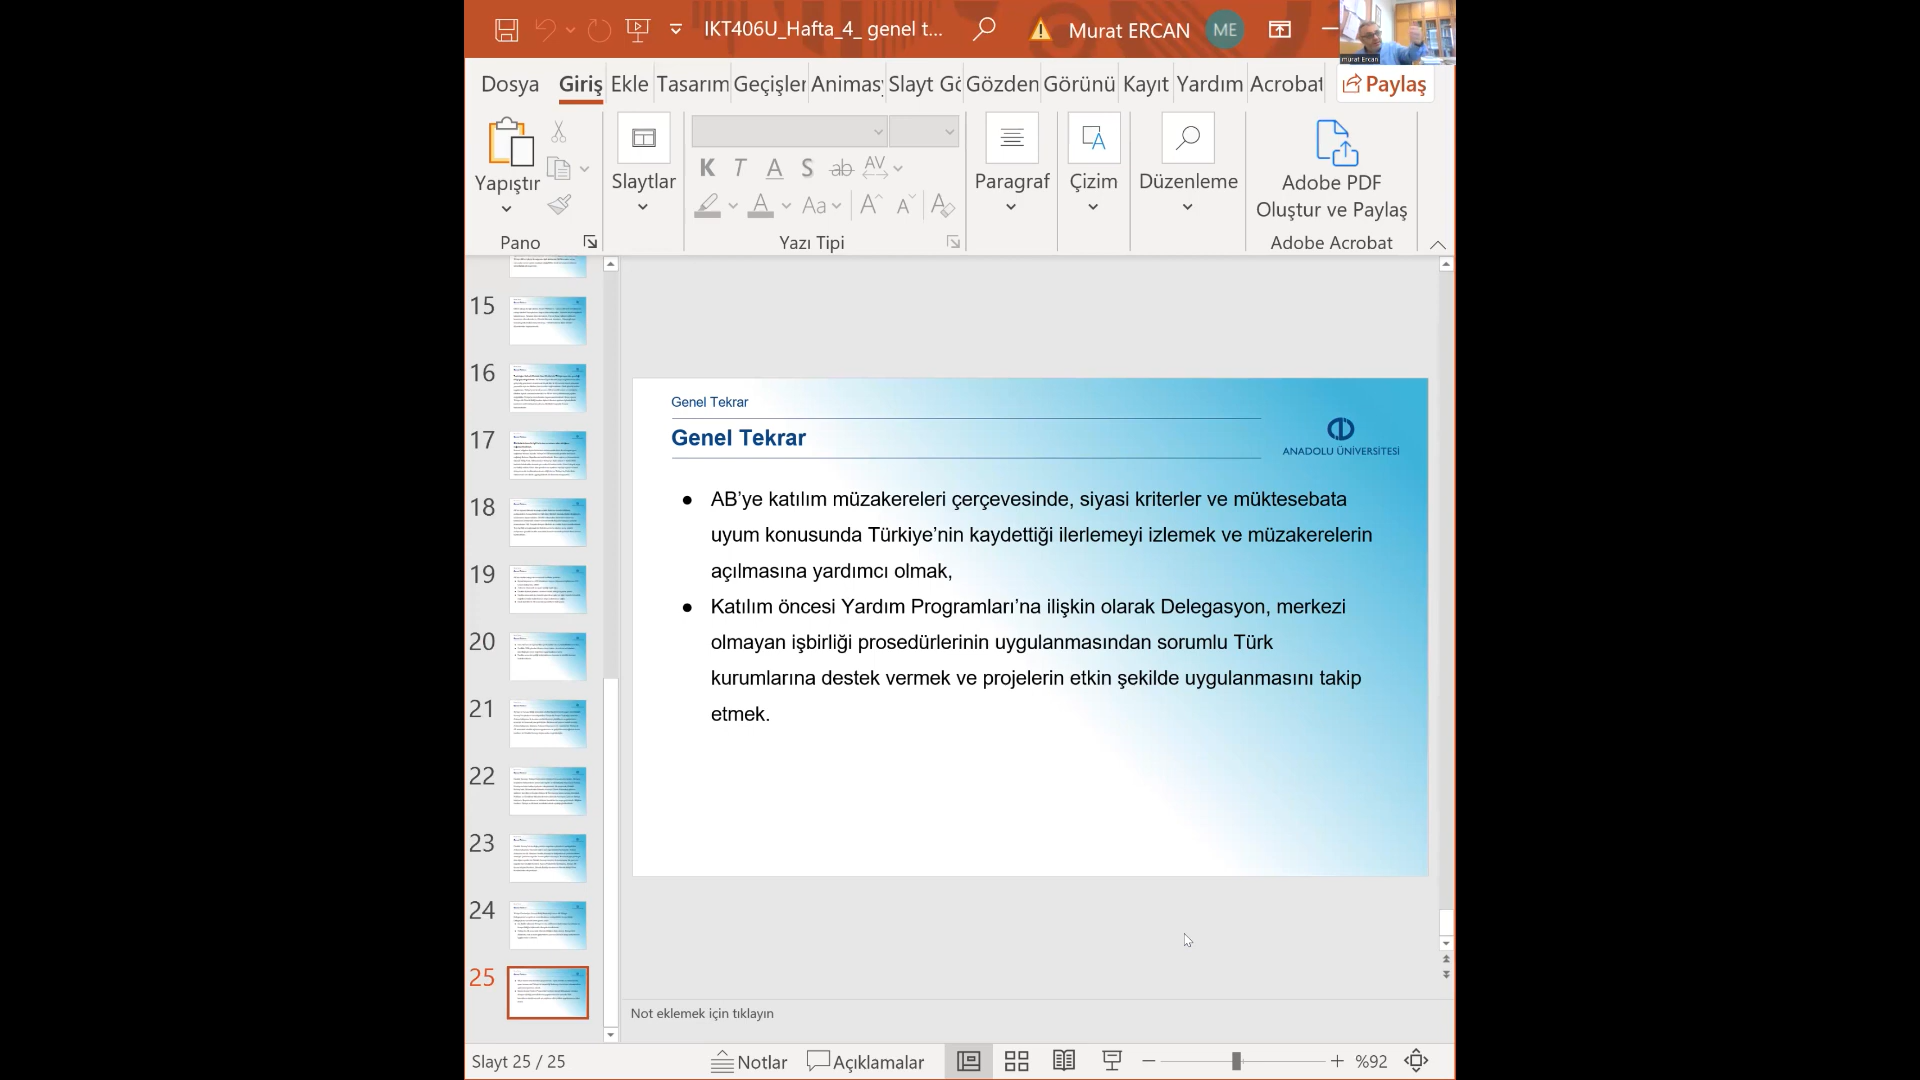 IKT406U_Hafta_4_ genel t...
Murat ERCAN
ME
murat Ercan
Dosya Giriş Ekle Tasarım Geçişler Animas Slayt Gö Gözden Görünü Kayıt Yardım Acrobat Paylaş
Yapıştır
Slaytlar
K T A S ab AV
A Aa A A A
Paragraf
Çizim
Düzenleme
Adobe PDF
Oluştur ve Paylaş
Pano
Yazı Tipi
Adobe Acrobat
15
16
17
18
19
20
21
22
23
24
25
Genel Tekrar
Genel Tekrar
ANADOLU ÜNİVERSİTESİ
● AB’ye katılım müzakereleri çerçevesinde, siyasi kriterler ve müktesebata
uyum konusunda Türkiye’nin kaydettiği ilerlemeyi izlemek ve müzakerelerin
açılmasına yardımcı olmak,
● Katılım öncesi Yardım Programları’na ilişkin olarak Delegasyon, merkezi
olmayan işbirliği prosedürlerinin uygulanmasından sorumlu Türk
kurumlarına destek vermek ve projelerin etkin şekilde uygulanmasını takip
etmek.
Not eklemek için tıklayın
Slayt 25 / 25
Notlar
Açıklamalar
%92